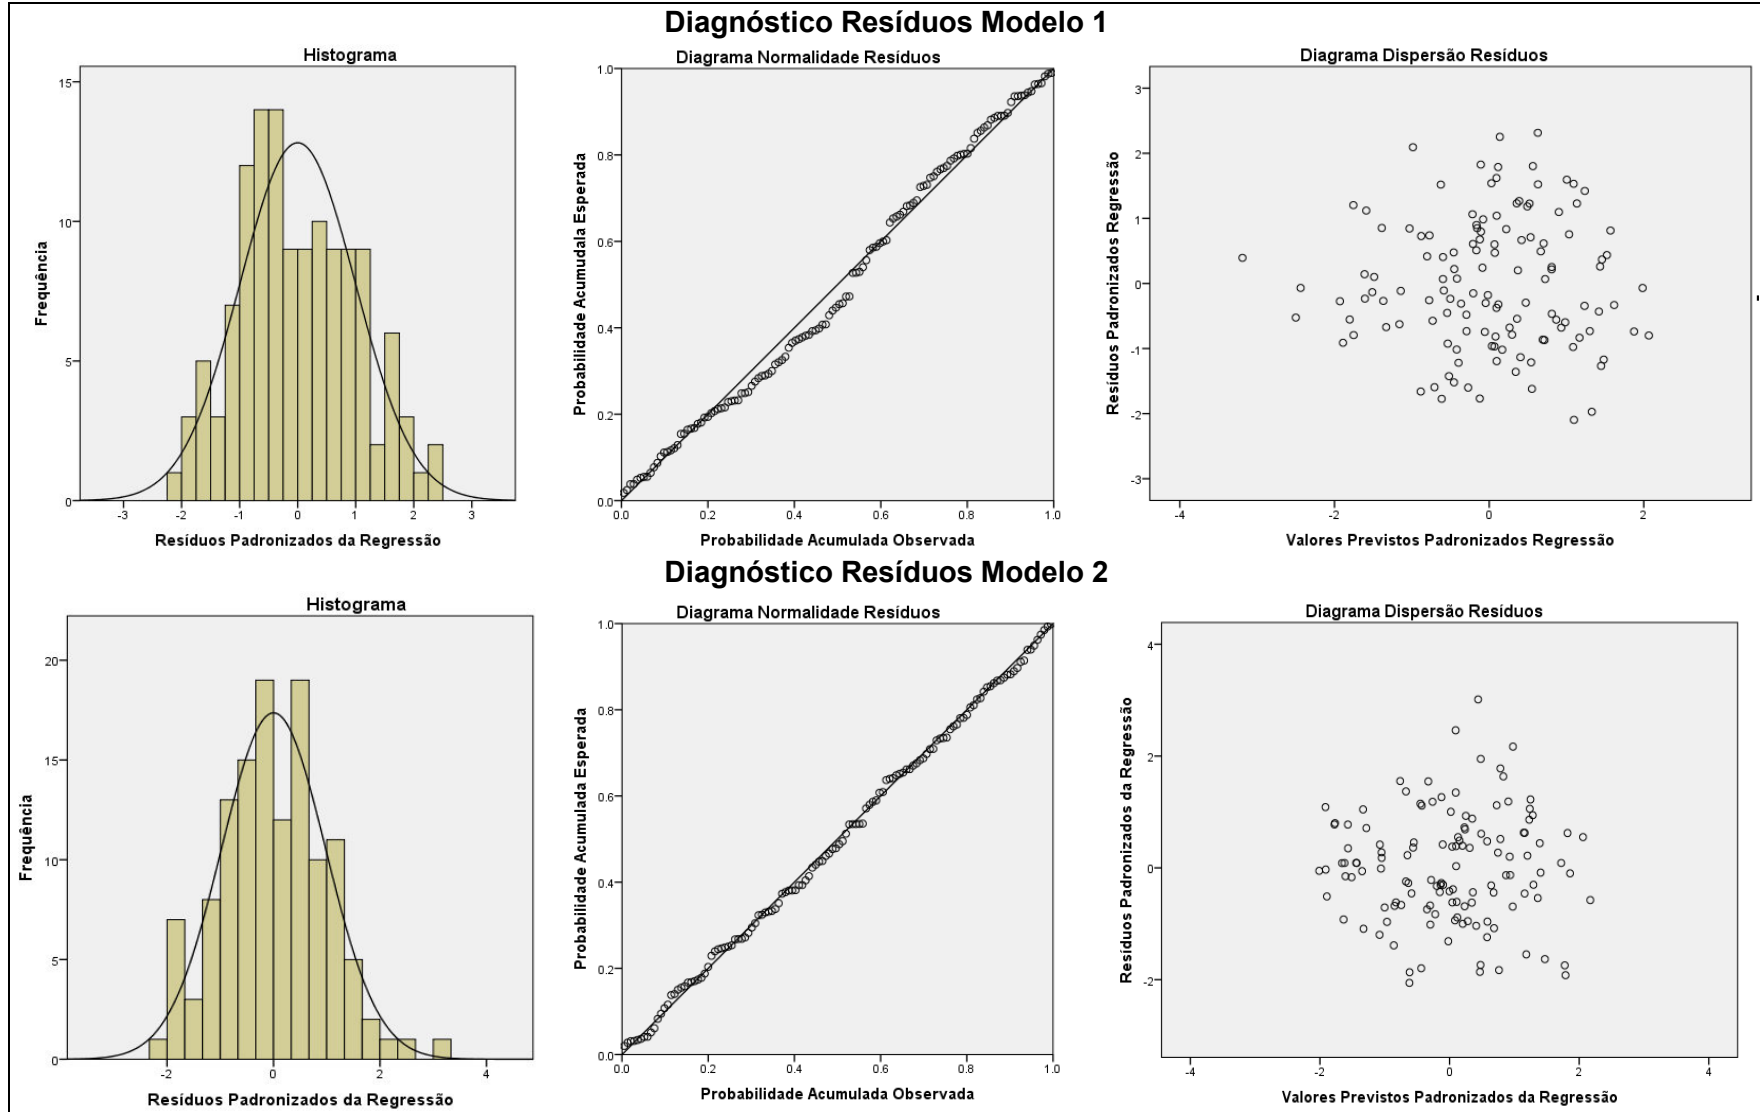 Diagnóstico Resíduos Modelo 1
Histograma
Frequência
15
10
5
0
-3 -2 -1 0 1 2 3
Resíduos Padronizados da Regressão
Diagrama Normalidade Resíduos
Probabilidade Acumudala Esperada
1.0
0.8
0.6
0.4
0.2
0.0
0.0 0.2 0.4 0.6 0.8 1.0
Probabilidade Acumulada Observada
Diagrama Dispersão Resíduos
Resíduos Padronizados Regressão
3
2
1
0
-1
-2
-3
-4 -2 0 2
Valores Previstos Padronizados Regressão
Diagnóstico Resíduos Modelo 2
Histograma
Frequência
20
15
10
5
0
-2 0 2 4
Resíduos Padronizados da Regressão
Diagrama Normalidade Resíduos
Probabilidade Acumulada Esperada
1.0
0.8
0.6
0.4
0.2
0.0
0.0 0.2 0.4 0.6 0.8 1.0
Probabilidade Acumulada Observada
Diagrama Dispersão Resíduos
Resíduos Padronizados da Regressão
4
2
0
-2
-4 -2 0 2 4
Valores Previstos Padronizados da Regressão